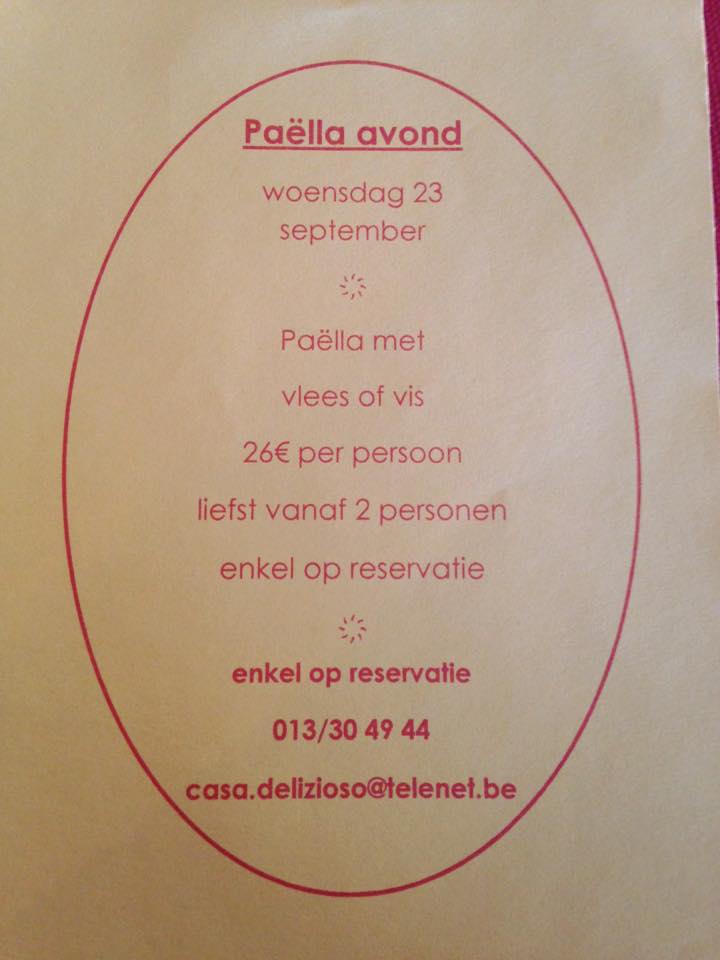 Paëlla avond
woensdag 23
september
Paëlla met
vlees of vis
26€ per persoon
liefst vanaf 2 personen
enkel op reservatie
enkel op reservatie
013/30 49 44
casa.delizioso@telenet.be